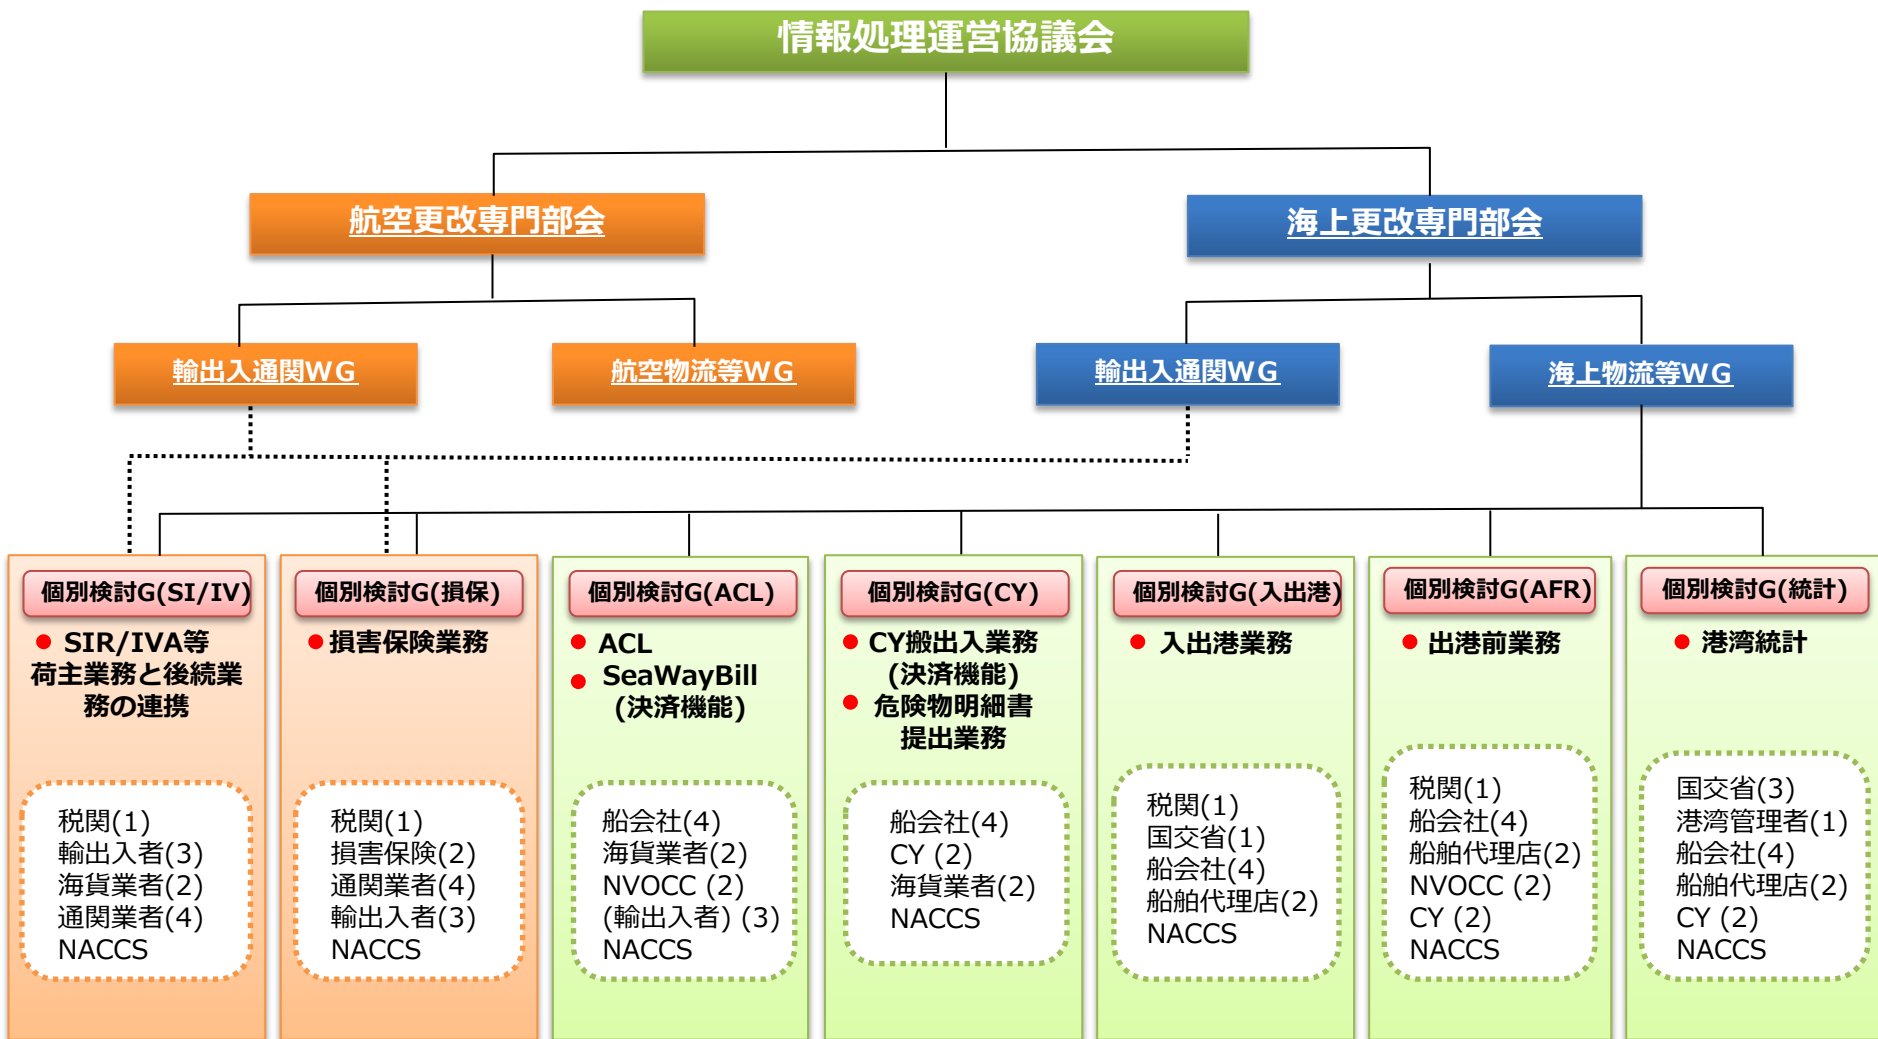 情報処理運営協議会
航空更改専門部会
海上更改専門部会
輸出入通関WG
航空物流等WG
輸出入通関WG
海上物流等WG
個別検討G(SI/IV)
● SIR/IVA等
荷主業務と後続業
務の連携
税関(1)
輸出入者(3)
海貨業者(2)
通関業者(4)
NACCS
個別検討G(損保)
●損害保険業務
税関(1)
損害保険(2)
通関業者(4)
輸出入者(3)
NACCS
個別検討G(ACL)
● ACL
● SeaWayBill
(決済機能)
船会社(4)
海貨業者(2)
NVOCC (2)
(輸出入者) (3)
NACCS
個別検討G(CY)
● CY搬出入業務
(決済機能)
● 危険物明細書
提出業務
船会社(4)
CY (2)
海貨業者(2)
NACCS
個別検討G(入出港)
● 入出港業務
税関(1)
国交省(1)
船会社(4)
船舶代理店(2)
NACCS
個別検討G(AFR)
● 出港前業務
税関(1)
船会社(4)
船舶代理店(2)
NVOCC (2)
CY (2)
NACCS
個別検討G(統計)
● 港湾統計
国交省(3)
港湾管理者(1)
船会社(4)
船舶代理店(2)
CY (2)
NACCS